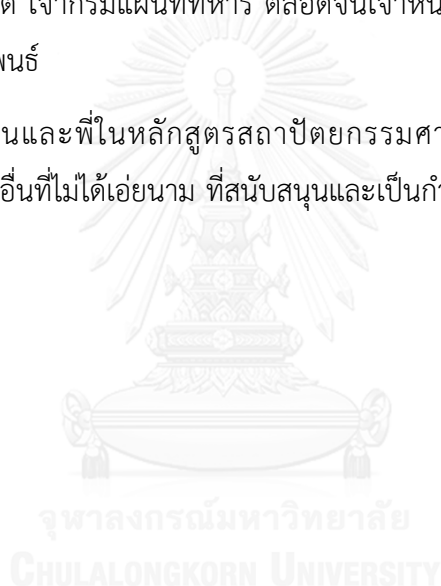 เจ้ากรมแผนที่ทหาร ตลอดจนเจ้าหน
พนธ์
นและพี่ในหลักสูตรสถาปัตยกรรมศา
อื่นที่ไม่ได้เอ่ยนาม ที่สนับสนุนและเป็นกำ
จุฬาลงกรณ์มหาวิทยาลัย
CHULALONGKORN UNIVERSITY